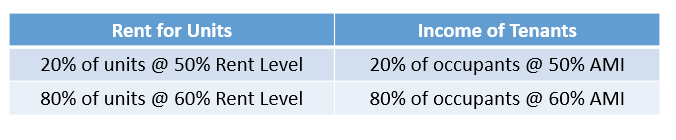 Rent for Units Income of Tenants
20% of units @ 50% Rent Level 20% of occupants @ 50% AMI
80% of units @ 60% Rent Level 80% of occupants @ 60% AMI